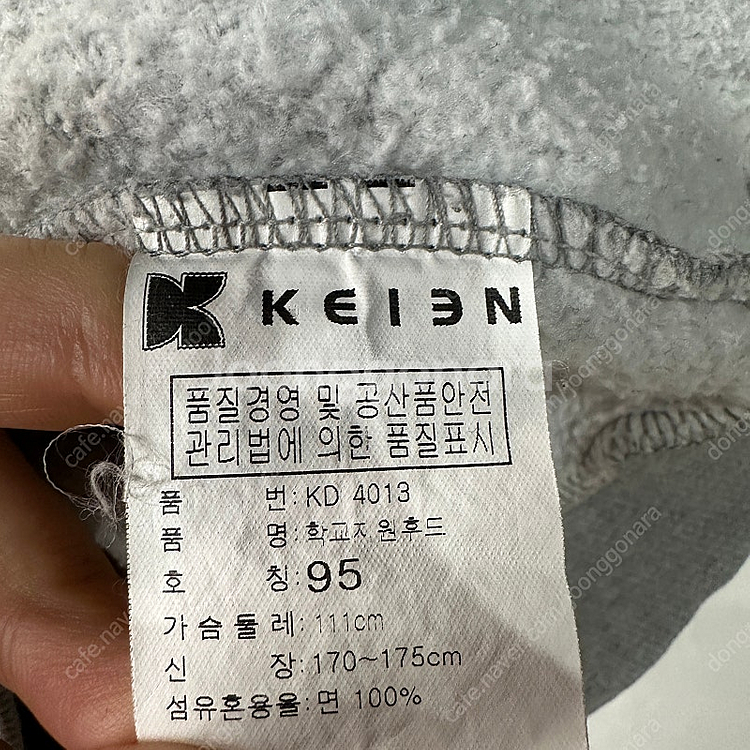 KEIEN
품질경영 및 공산품안전
관리법에 의한 품질표시
품 번: KD 4013
품 명: 학교지원후드
호 칭: 95
가슴둘레: 111cm
신 장: 170~175cm
섬유혼용율: 면 100%